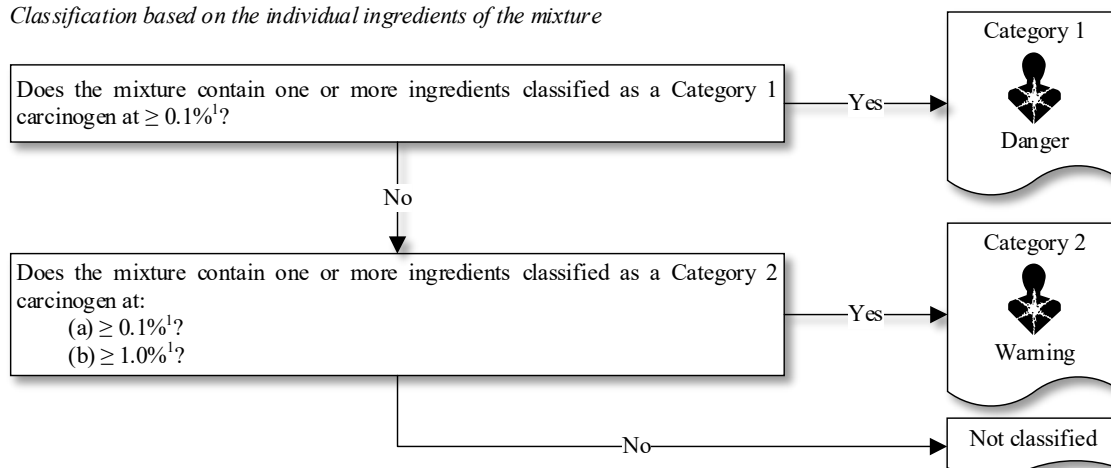 Classification based on the individual ingredients of the mixture
Does the mixture contain one or more ingredients classified as a Category 1
carcinogen at ≥ 0.1%¹?
Yes
Category 1
Danger
No
Does the mixture contain one or more ingredients classified as a Category 2
carcinogen at:
(a) ≥ 0.1%¹?
(b) ≥ 1.0%¹?
Yes
Category 2
Warning
No
Not classified